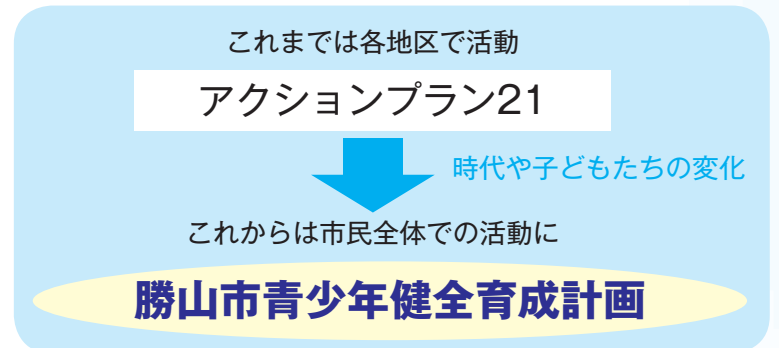 これまでは各地区で活動
アクションプラン21
時代や子どもたちの変化
これからは市民全体での活動に
勝山市青少年健全育成計画